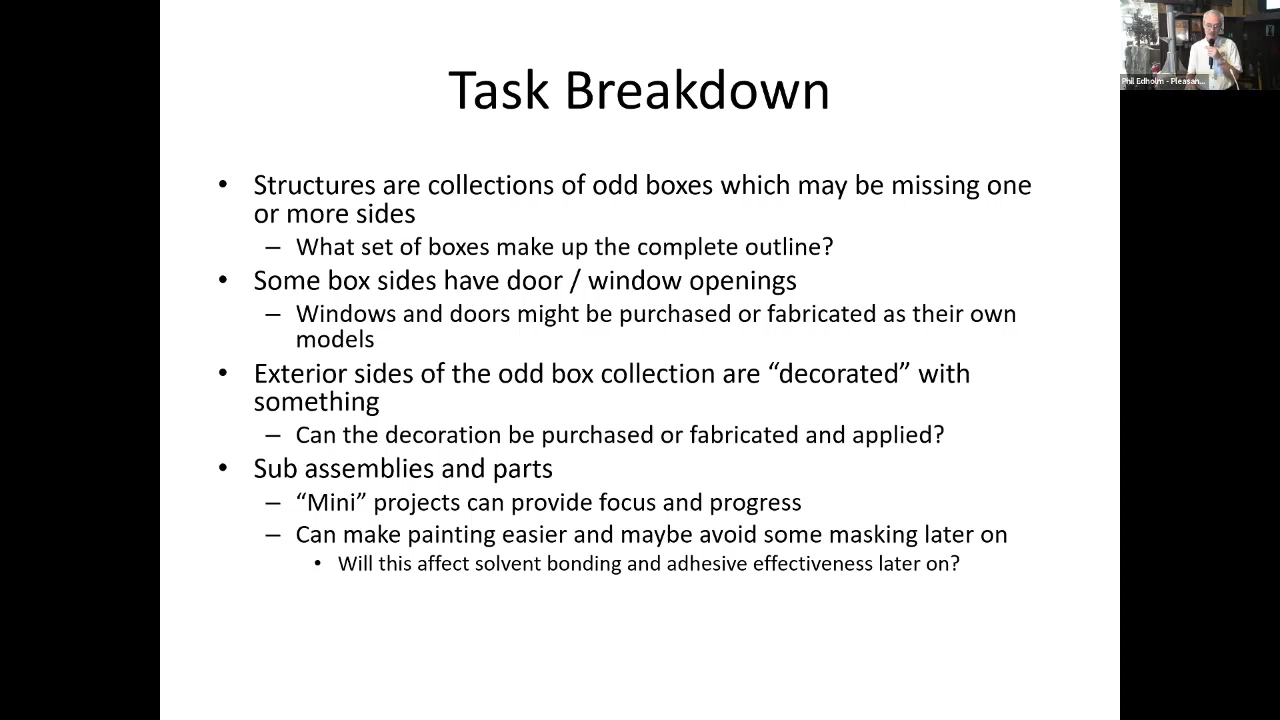 Task Breakdown
• Structures are collections of odd boxes which may be missing one
or more sides
– What set of boxes make up the complete outline?
• Some box sides have door / window openings
– Windows and doors might be purchased or fabricated as their own
models
• Exterior sides of the odd box collection are “decorated” with
something
– Can the decoration be purchased or fabricated and applied?
• Sub assemblies and parts
– “Mini” projects can provide focus and progress
– Can make painting easier and maybe avoid some masking later on
• Will this affect solvent bonding and adhesive effectiveness later on?
Phil Edholm - Pleasan...